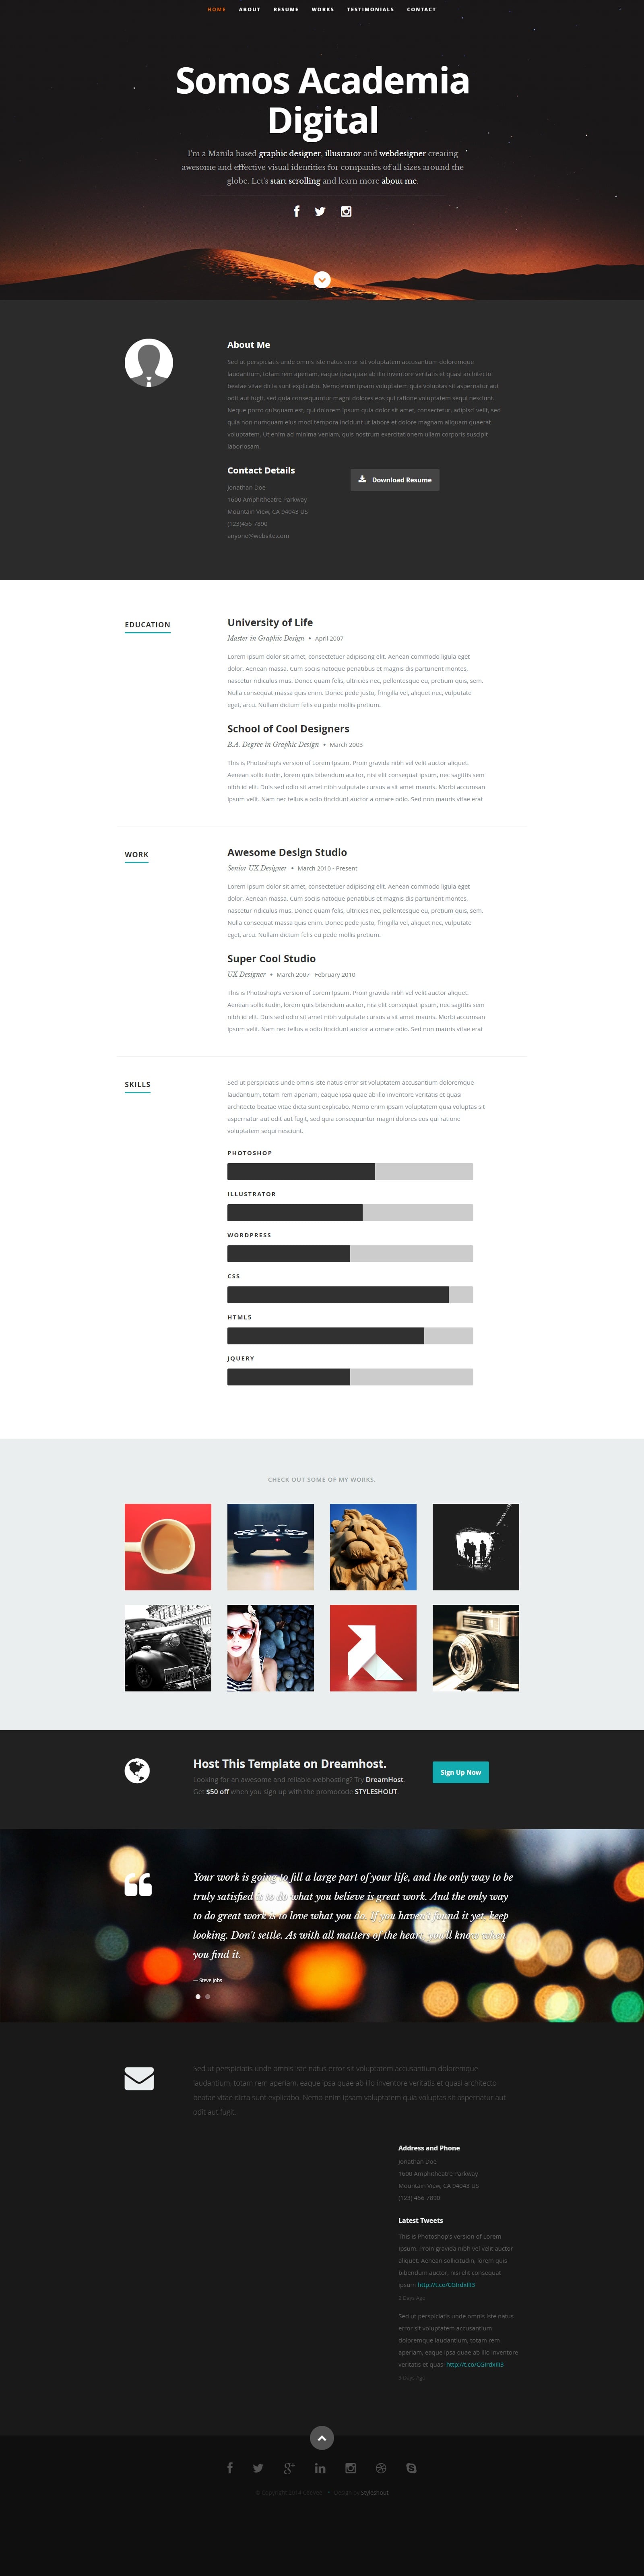 HOME ABOUT RESUME WORKS TESTIMONIALS CONTACT
Somos Academia
Digital
I'm a Manila based graphic designer, illustrator and webdesigner creating
awesome and effective visual identities for companies of all sizes around the
globe. Let's start scrolling and learn more about me.
About Me
Sed ut perspiciatis unde omnis iste natus error sit voluptatem accusantium doloremque
laudantium, totam rem aperiam, eaque ipsa quae ab illo inventore veritatis et quasi architecto
beatae vitae dicta sunt explicabo. Nemo enim ipsam voluptatem quia voluptas sit aspernatur aut
odit aut fugit, sed quia consequuntur magni dolores eos qui ratione voluptatem sequi nesciunt.
Neque porro quisquam est, qui dolorem ipsum quia dolor sit amet, consectetur, adipisci velit, sed
quia non numquam eius modi tempora incidunt ut labore et dolore magnam aliquam quaerat
voluptatem. Ut enim ad minima veniam, quis nostrum exercitationem ullam corporis suscipit
laboriosam.
Contact Details
Jonathan Doe
1600 Amphitheatre Parkway
Mountain View, CA 94043 US
(123)456-7890
anyone@website.com
Download Resume
EDUCATION
University of Life
Master in Graphic Design • April 2007
Lorem ipsum dolor sit amet, consectetuer adipiscing elit. Aenean commodo ligula eget
dolor. Aenean massa. Cum sociis natoque penatibus et magnis dis parturient montes,
nascetur ridiculus mus. Donec quam felis, ultricies nec, pellentesque eu, pretium quis, sem.
Nulla consequat massa quis enim. Donec pede justo, fringilla vel, aliquet nec, vulputate
eget, arcu. Nullam dictum felis eu pede mollis pretium.
School of Cool Designers
B.A. Degree in Graphic Design • March 2003
This is Photoshop's version of Lorem Ipsum. Proin gravida nibh vel velit auctor aliquet.
Aenean sollicitudin, lorem quis bibendum auctor, nisi elit consequat ipsum, nec sagittis sem
nibh id elit. Duis sed odio sit amet nibh vulputate cursus a sit amet mauris. Morbi accumsan
ipsum velit. Nam nec tellus a odio tincidunt auctor a ornare odio. Sed non mauris vitae erat
WORK
Awesome Design Studio
Senior UX Designer • March 2010 - Present
Lorem ipsum dolor sit amet, consectetuer adipiscing elit. Aenean commodo ligula eget
dolor. Aenean massa. Cum sociis natoque penatibus et magnis dis parturient montes,
nascetur ridiculus mus. Donec quam felis, ultricies nec, pellentesque eu, pretium quis, sem.
Nulla consequat massa quis enim. Donec pede justo, fringilla vel, aliquet nec, vulputate
eget, arcu. Nullam dictum felis eu pede mollis pretium.
Super Cool Studio
UX Designer • March 2007 - February 2010
This is Photoshop's version of Lorem Ipsum. Proin gravida nibh vel velit auctor aliquet.
Aenean sollicitudin, lorem quis bibendum auctor, nisi elit consequat ipsum, nec sagittis sem
nibh id elit. Duis sed odio sit amet nibh vulputate cursus a sit amet mauris. Morbi accumsan
ipsum velit. Nam nec tellus a odio tincidunt auctor a ornare odio. Sed non mauris vitae erat
SKILLS
Sed ut perspiciatis unde omnis iste natus error sit voluptatem accusantium doloremque
laudantium, totam rem aperiam, eaque ipsa quae ab illo inventore veritatis et quasi
architecto beatae vitae dicta sunt explicabo. Nemo enim ipsam voluptatem quia voluptas sit
aspernatur aut odit aut fugit, sed quia consequuntur magni dolores eos qui ratione
voluptatem sequi nesciunt.
PHOTOSHOP
ILLUSTRATOR
WORDPRESS
CSS
HTML5
JQUERY
CHECK OUT SOME OF MY WORKS.
Host This Template on Dreamhost.
Looking for an awesome and reliable webhosting? Try DreamHost.
Get $50 off when you sign up with the promocode STYLESHOUT.
Sign Up Now
Your work is going to fill a large part of your life, and the only way to be
truly satisfied is to do what you believe is great work. And the only way
to do great work is to love what you do. If you haven't found it yet, keep
looking. Don't settle. As with all matters of the heart, you'll know when
you find it.
— Steve Jobs
Sed ut perspiciatis unde omnis iste natus error sit voluptatem accusantium doloremque
laudantium, totam rem aperiam, eaque ipsa quae ab illo inventore veritatis et quasi architecto
beatae vitae dicta sunt explicabo. Nemo enim ipsam voluptatem quia voluptas sit aspernatur aut
odit aut fugit.
Address and Phone
Jonathan Doe
1600 Amphitheatre Parkway
Mountain View, CA 94043 US
(123) 456-7890
Latest Tweets
This is Photoshop's version of Lorem
Ipsum. Proin gravida nibh vel velit auctor
aliquet. Aenean sollicitudin, lorem quis
bibendum auctor, nisi elit consequat
ipsum http://t.co/CGIrdxIII3
2 Days Ago
Sed ut perspiciatis unde omnis iste natus
error sit voluptatem accusantium
doloremque laudantium, totam rem
aperiam, eaque ipsa quae ab illo inventore
veritatis et quasi http://t.co/CGIrdxIII3
3 Days Ago
© Copyright 2014 CeeVee • Design by Styleshout